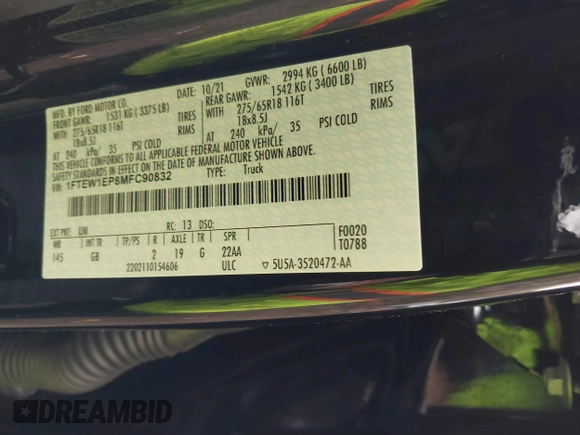 MFD. BY FORD MOTOR CO.
DATE: 10/21 GVWR: 2994 KG ( 6600 LB)
FRONT GAWR: 1531 KG ( 3375 LB) REAR GAWR: 1542 KG ( 3400 LB)
WITH 275/65R18 116T TIRES WITH 275/65R18 116T TIRES
18x8.5J RIMS 18x8.5J RIMS
AT 240 kPa/ 35 PSI COLD AT 240 kPa/ 35 PSI COLD
THIS VEHICLE CONFORMS TO ALL APPLICABLE FEDERAL MOTOR VEHICLE
SAFETY STANDARDS IN EFFECT ON THE DATE OF MANUFACTURE SHOWN ABOVE.
VIN: 1FTEW1EP8MFC90832 TYPE: Truck
EXT PNT: UM RC: 13 DSO: F0020
WB INT TR TP/PS R AXLE TR SPR T0788
145 GB 2 19 G 22AA
2202110154606 ULC ▽ 5U5A-3520472-AA
DREAMBID